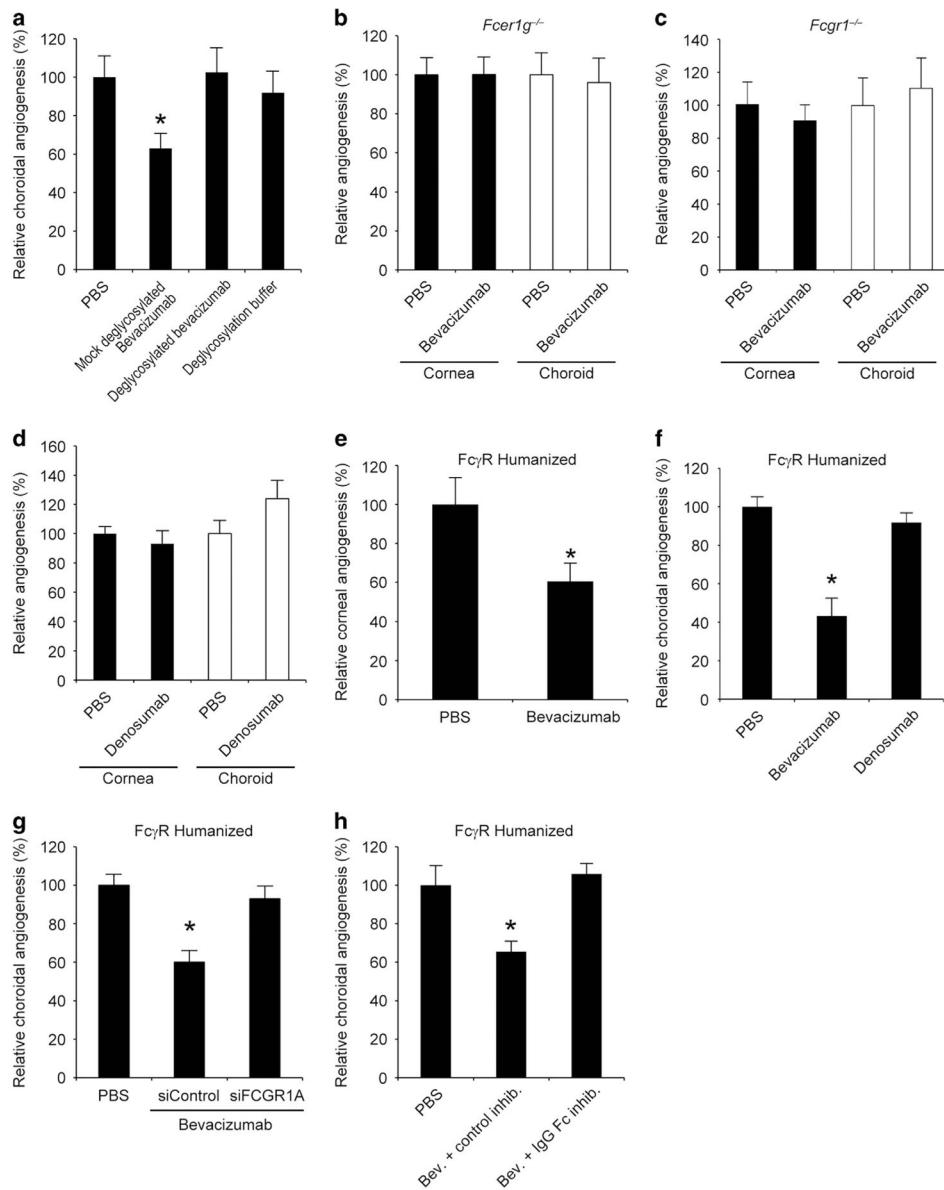 a
Relative choroidal angiogenesis (%)
120
100
80
60
40
20
0
*
PBS
Mock deglycosylated
Bevacizumab
Deglycosylated bevacizumab
Deglycosylation buffer
b
Fcer1g–/–
Relative angiogenesis (%)
120
100
80
60
40
20
0
PBS
Bevacizumab
PBS
Bevacizumab
Cornea
Choroid
c
Fcgr1–/–
Relative angiogenesis (%)
140
120
100
80
60
40
20
0
PBS
Bevacizumab
PBS
Bevacizumab
Cornea
Choroid
d
Relative angiogenesis (%)
160
140
120
100
80
60
40
20
0
PBS
Denosumab
PBS
Denosumab
Cornea
Choroid
e
FcγR Humanized
Relative corneal angiogenesis (%)
120
100
80
60
40
20
0
*
PBS
Bevacizumab
f
FcγR Humanized
Relative choroidal angiogenesis (%)
120
100
80
60
40
20
0
*
PBS
Bevacizumab
Denosumab
g
FcγR Humanized
Relative choroidal angiogenesis (%)
120
100
80
60
40
20
0
*
PBS
siControl
siFCGR1A
Bevacizumab
h
FcγR Humanized
Relative choroidal angiogenesis (%)
120
100
80
60
40
20
0
*
PBS
Bev. + control inhib.
Bev. + IgG Fc inhib.